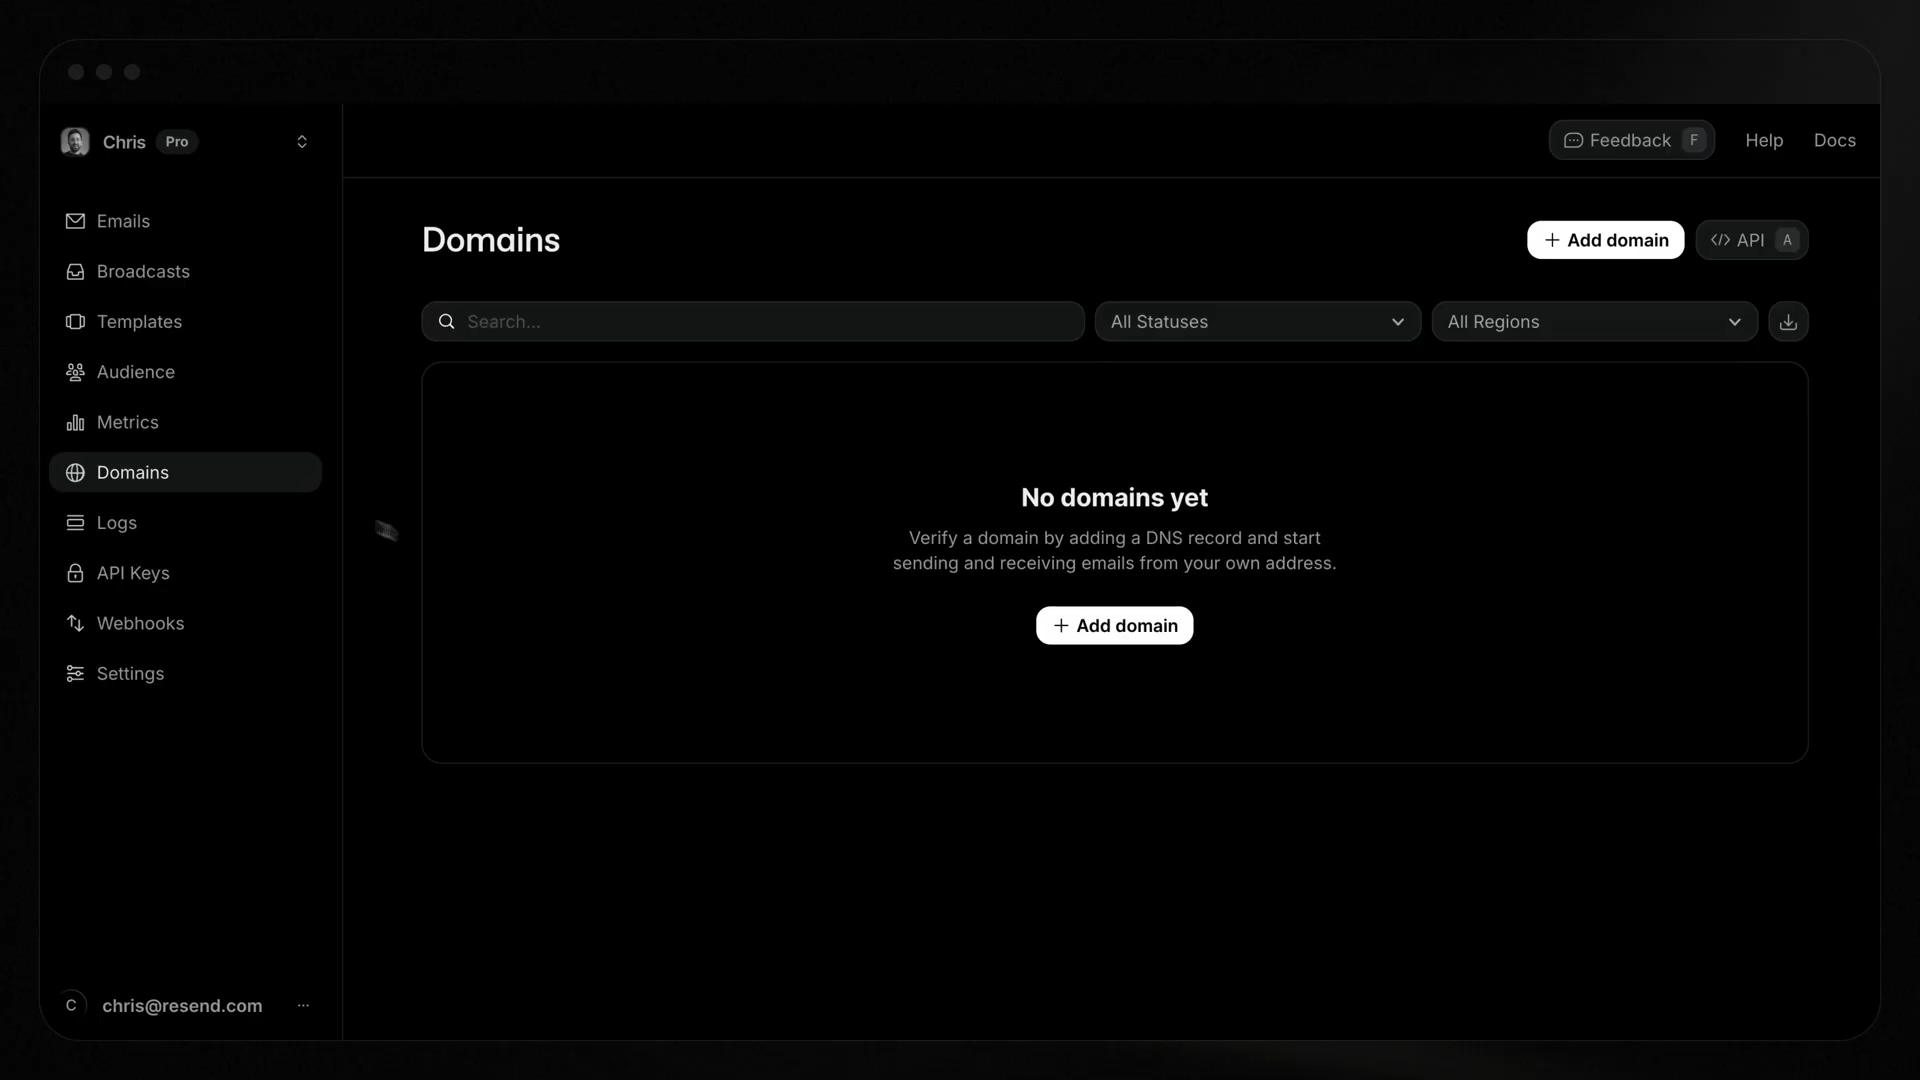 Chris Pro
Feedback F Help Docs
Emails
Broadcasts
Templates
Audience
Metrics
Domains
Logs
API Keys
Webhooks
Settings
C chris@resend.com ...
Domains
+ Add domain
</> API A
Search...
All Statuses
All Regions
No domains yet
Verify a domain by adding a DNS record and start
sending and receiving emails from your own address.
+ Add domain